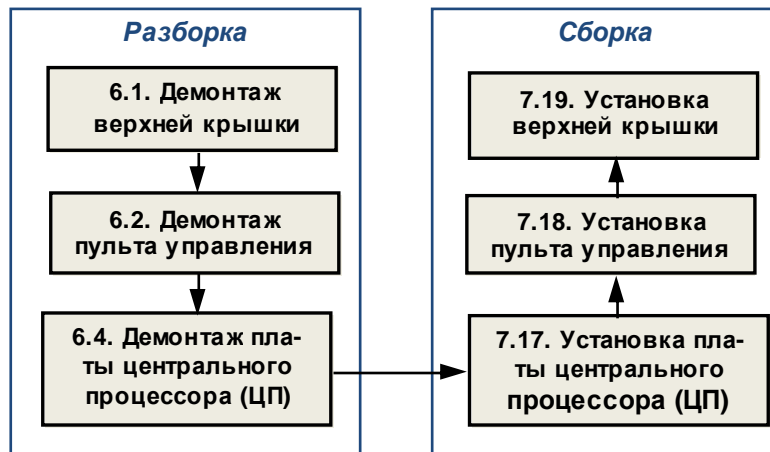 Разборка
6.1. Демонтаж
верхней крышки
6.2. Демонтаж
пульта управления
6.4. Демонтаж пла-
ты центрального
процессора (ЦП)
Сборка
7.19. Установка
верхней крышки
7.18. Установка
пульта управления
7.17. Установка пла-
ты центрального
процессора (ЦП)